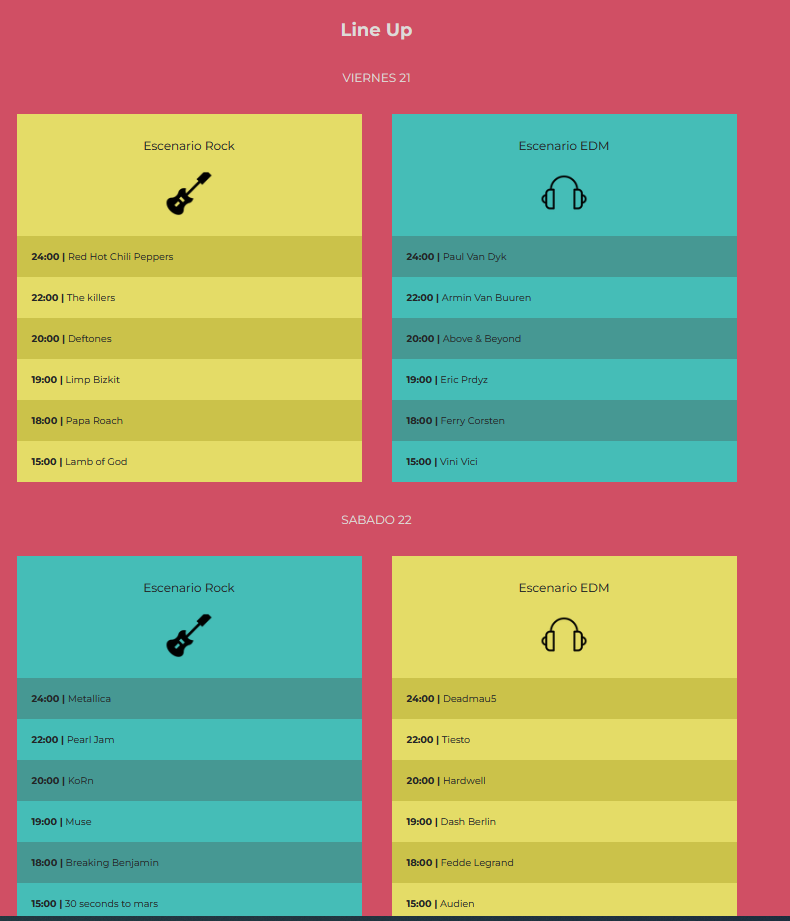 Line Up
VIERNES 21
Escenario Rock
24:00 | Red Hot Chili Peppers
22:00 | The killers
20:00 | Deftones
19:00 | Limp Bizkit
18:00 | Papa Roach
15:00 | Lamb of God
Escenario EDM
24:00 | Paul Van Dyk
22:00 | Armin Van Buuren
20:00 | Above & Beyond
19:00 | Eric Prdyz
18:00 | Ferry Corsten
15:00 | Vini Vici
SABADO 22
Escenario Rock
24:00 | Metallica
22:00 | Pearl Jam
20:00 | KoRn
19:00 | Muse
18:00 | Breaking Benjamin
15:00 | 30 seconds to mars
Escenario EDM
24:00 | Deadmau5
22:00 | Tiesto
20:00 | Hardwell
19:00 | Dash Berlin
18:00 | Fedde Legrand
15:00 | Audien